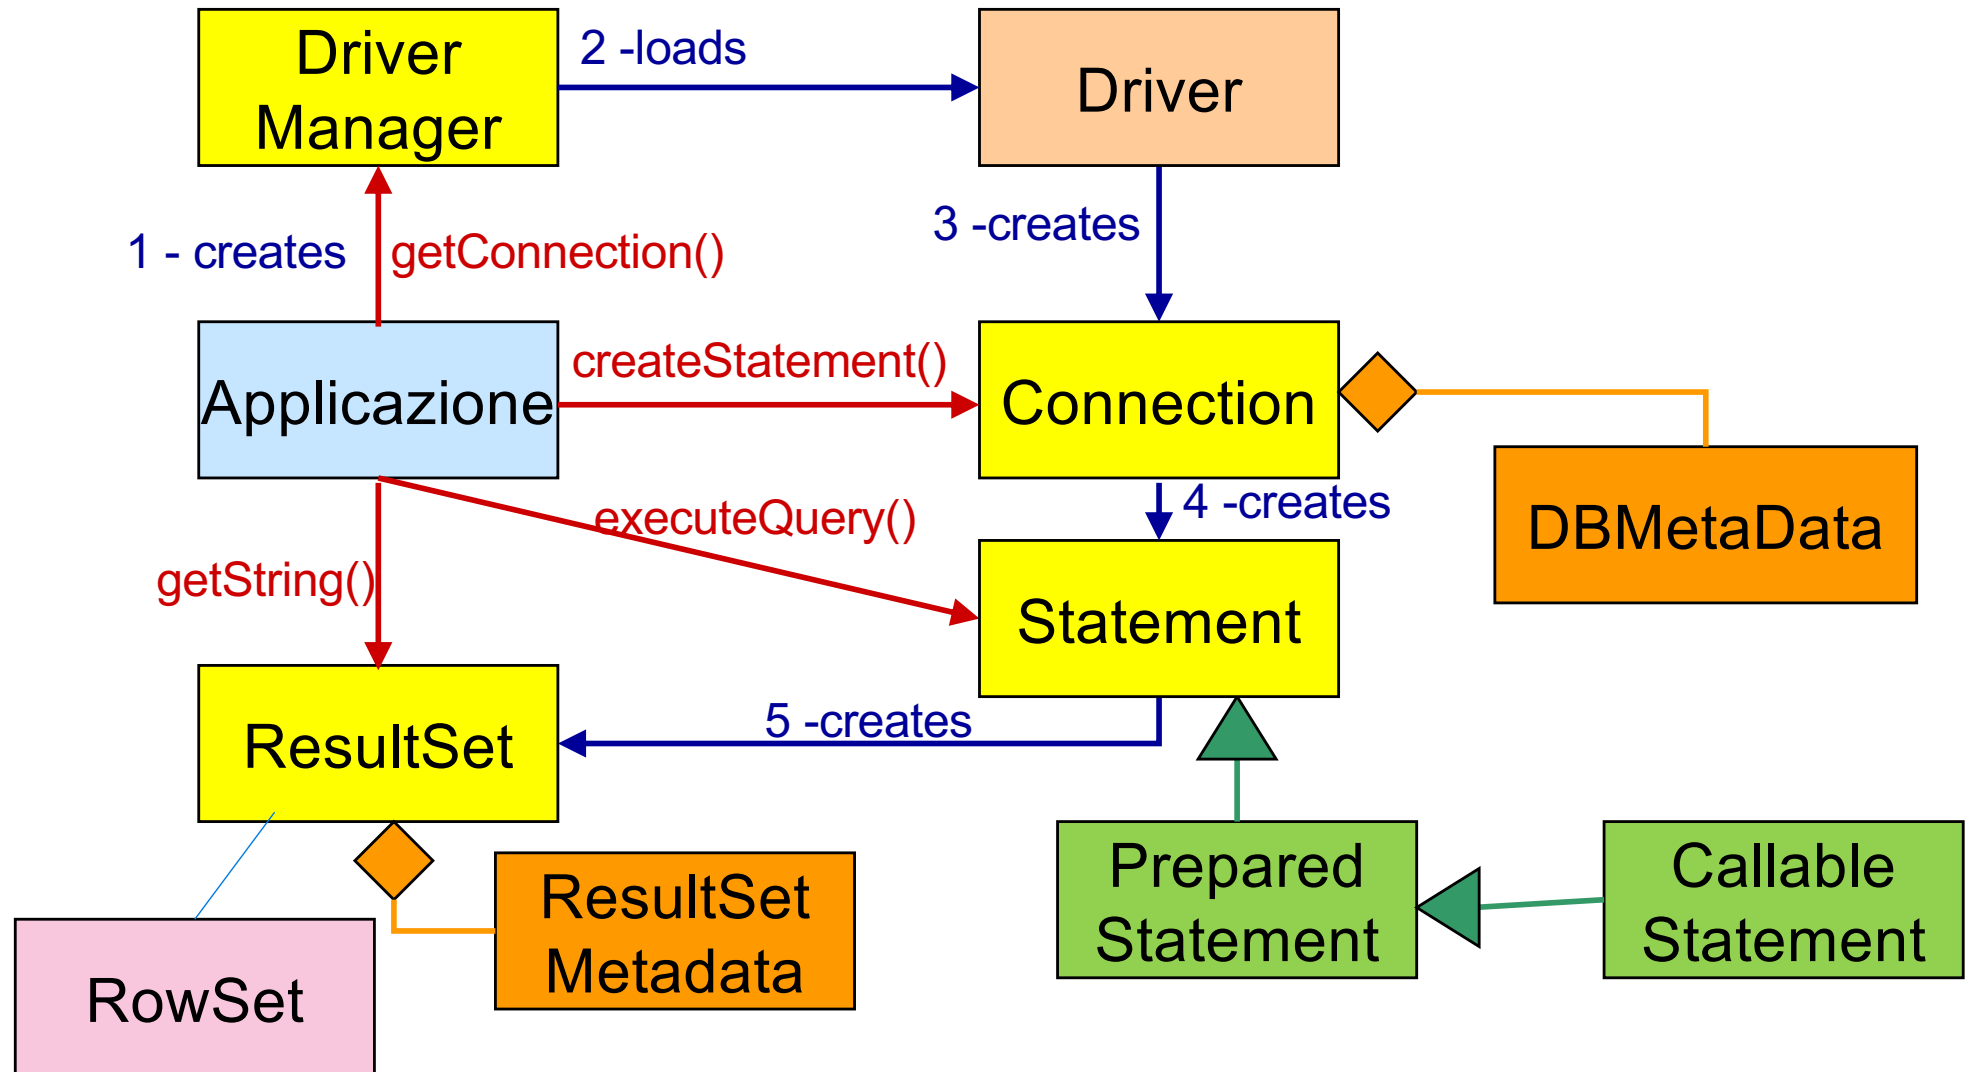 Driver
Manager
2 -loads
Driver
1 - creates
getConnection()
3 -creates
Applicazione
createStatement()
Connection
4 -creates
DBMetaData
executeQuery()
getString()
Statement
ResultSet
5 -creates
RowSet
ResultSet
Metadata
Prepared
Statement
Callable
Statement